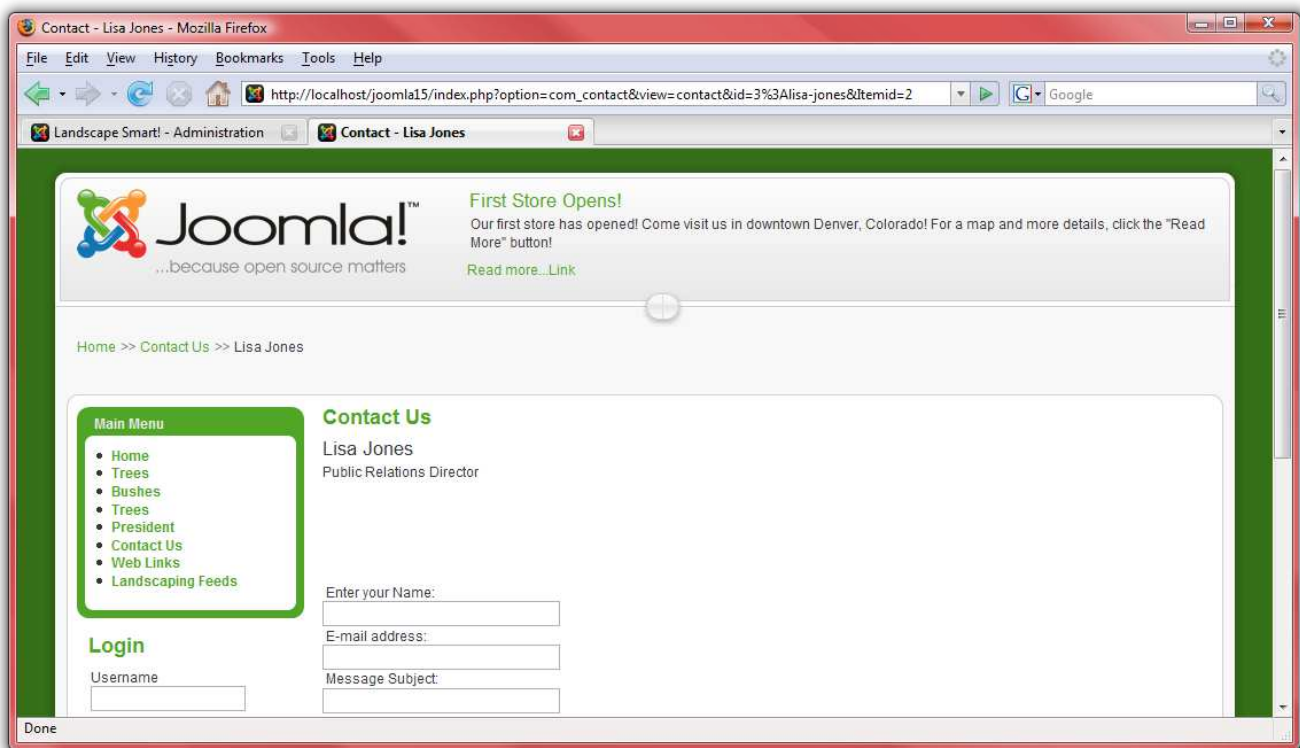 Contact - Lisa Jones - Mozilla Firefox
File Edit View History Bookmarks Tools Help
http://localhost/joomla15/index.php?option=com_contact&view=contact&id=3%3Alisa-jones&Itemid=2
G Google
Landscape Smart! - Administration
Contact - Lisa Jones
Joomla!™
...because open source matters
First Store Opens!
Our first store has opened! Come visit us in downtown Denver, Colorado! For a map and more details, click the "Read
More" button!
Read more...Link
Home >> Contact Us >> Lisa Jones
Main Menu
Home
Trees
Bushes
Trees
President
Contact Us
Web Links
Landscaping Feeds
Login
Username
Contact Us
Lisa Jones
Public Relations Director
Enter your Name:
E-mail address:
Message Subject:
Done